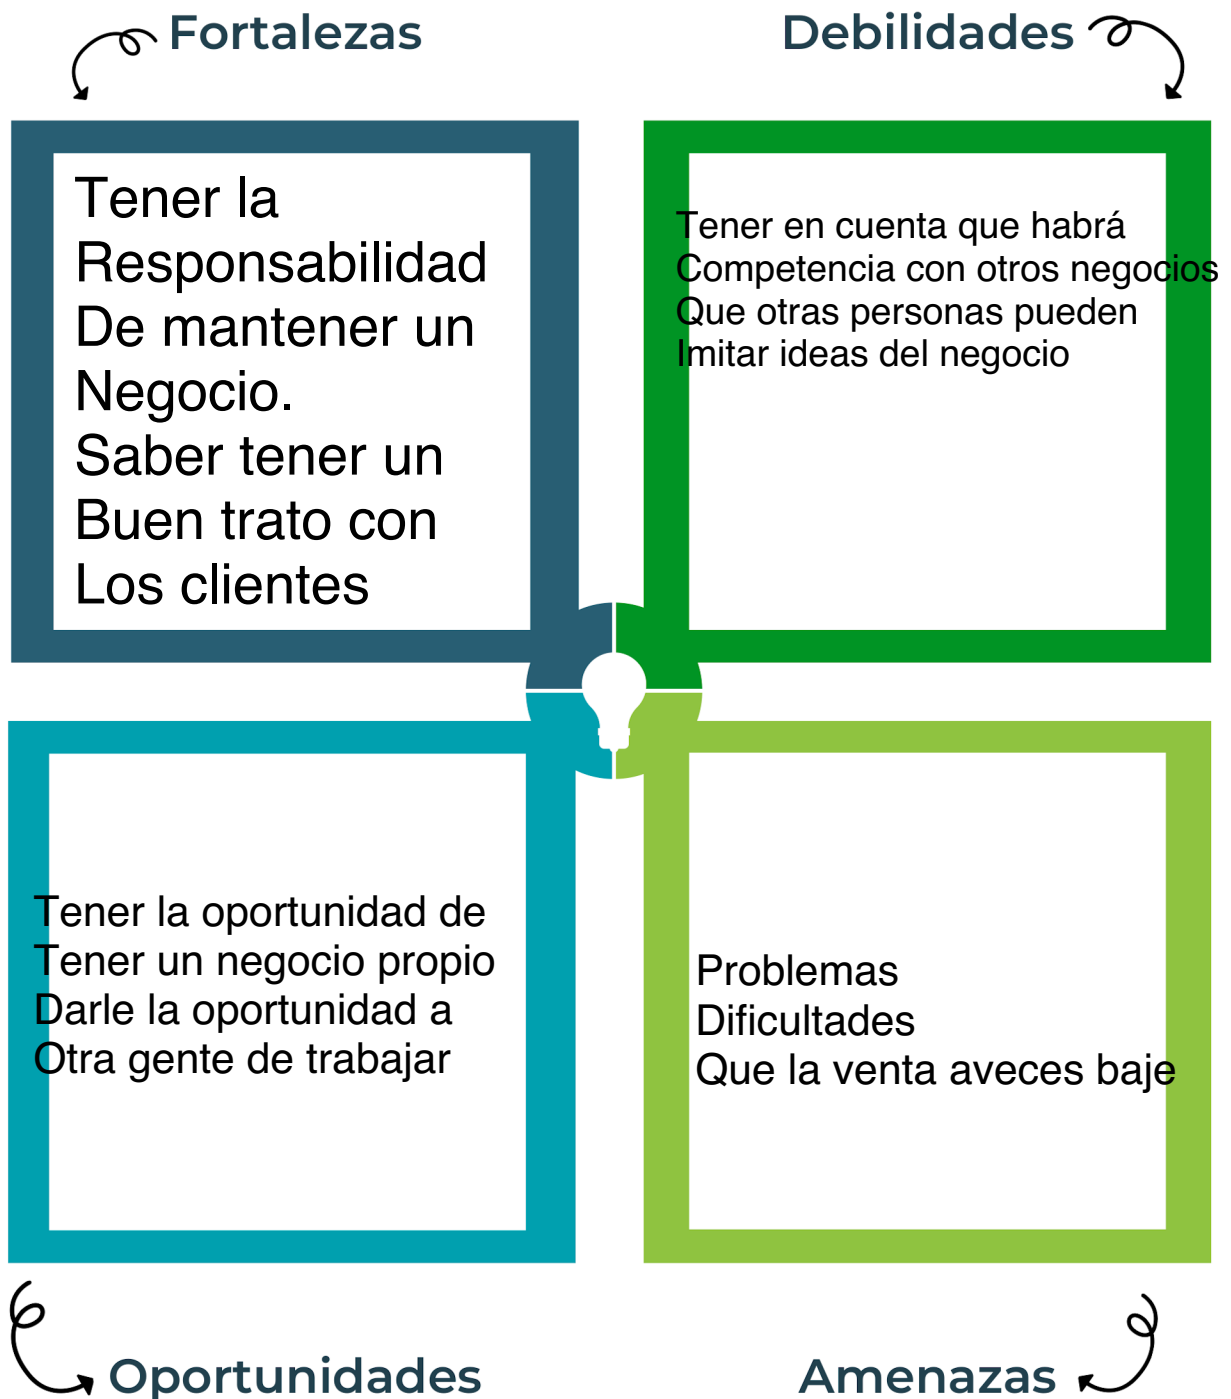 Fortalezas
Tener la
Responsabilidad
De mantener un
Negocio.
Saber tener un
Buen trato con
Los clientes
Debilidades
Tener en cuenta que habrá
Competencia con otros negocios
Que otras personas pueden
Imitar ideas del negocio
Tener la oportunidad de
Tener un negocio propio
Darle la oportunidad a
Otra gente de trabajar
Oportunidades
Problemas
Dificultades
Que la venta aveces baje
Amenazas